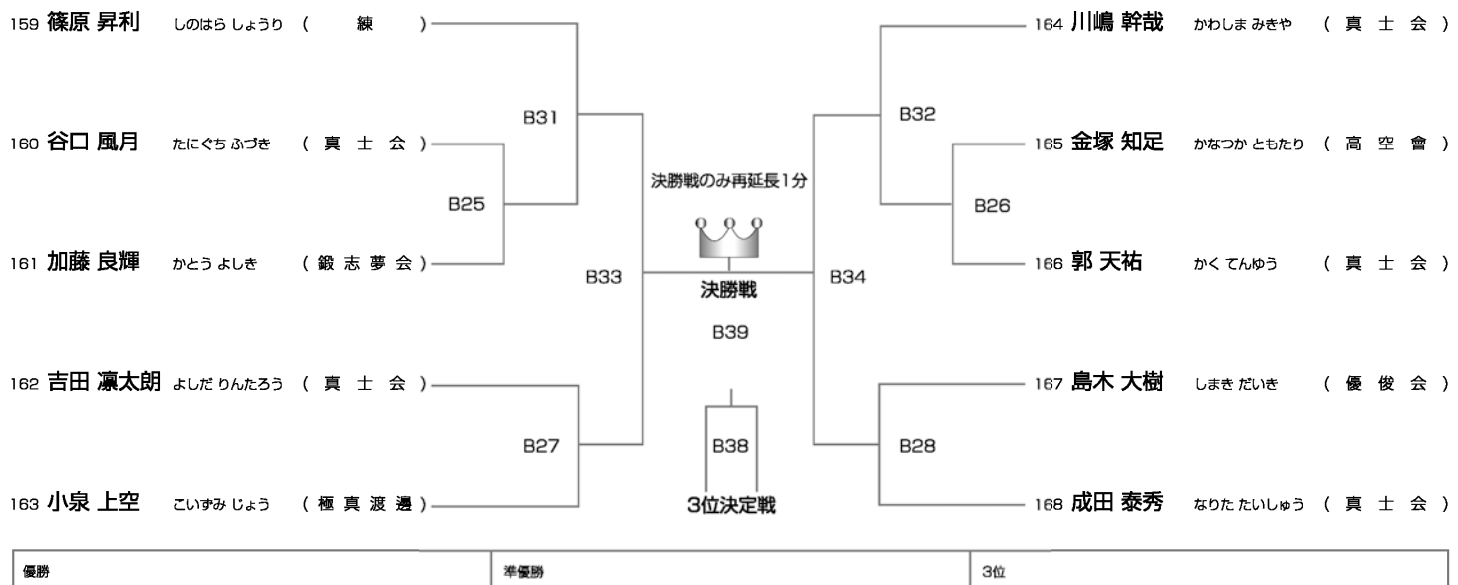 159 篠原 昇利 しのはら しょうり ( 練 )
160 谷口 風月 たにぐち ふづき ( 真 士 会 )
161 加藤 良輝 かとう よしき ( 鍛 志 夢 会 )
162 吉田 凛太朗 よしだ りんたろう ( 真 士 会 )
163 小泉 上空 こいずみ じょう ( 極 真 渡 邊 )
B31
B25
B33
B27
決勝戦のみ再延長1分
決勝戦
B39
B38
3位決定戦
B32
B26
B34
B28
164 川嶋 幹哉 かわしま みきや ( 真 士 会 )
165 金塚 知足 かなつか ともたり ( 高 空 會 )
166 郭 天祐 かく てんゆう ( 真 士 会 )
167 島木 大樹 しまき だいき ( 優 俊 会 )
168 成田 泰秀 なりた たいしゅう ( 真 士 会 )
優勝
準優勝
3位